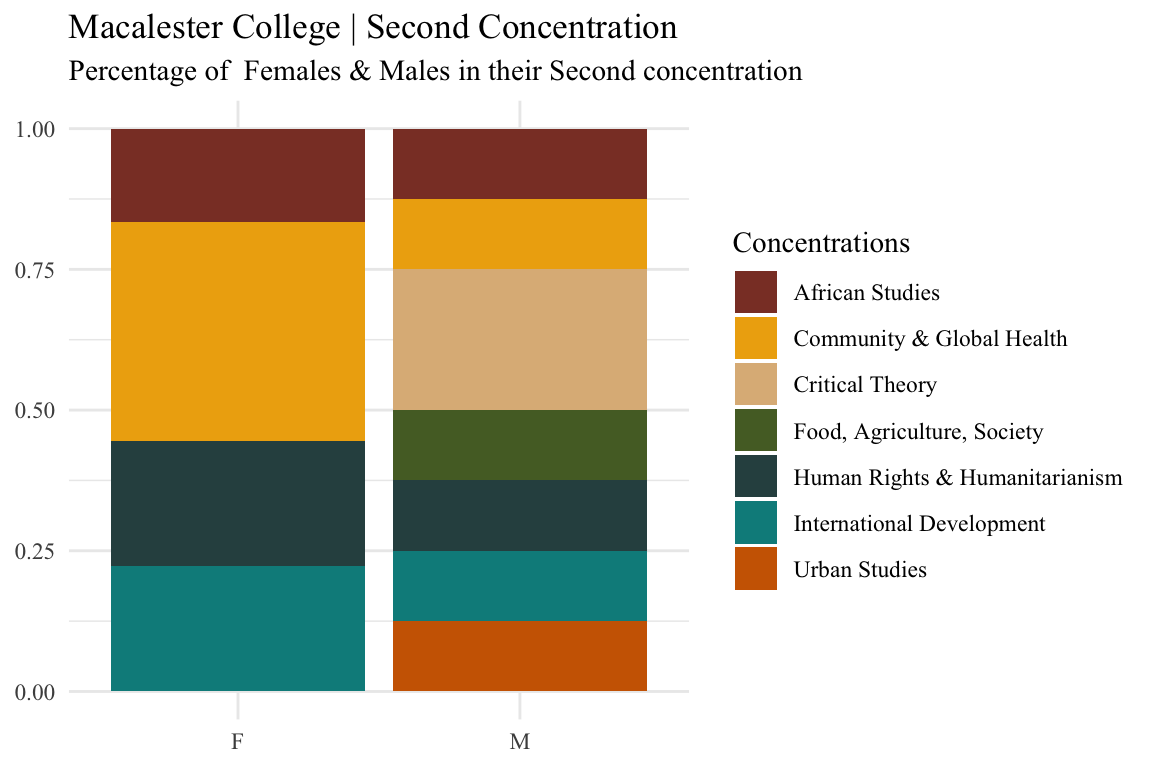 Macalester College | Second Concentration
Percentage of  Females & Males in their Second concentration
1.00
0.75
0.50
0.25
0.00
F
M
Concentrations
African Studies
Community & Global Health
Critical Theory
Food, Agriculture, Society
Human Rights & Humanitarianism
International Development
Urban Studies